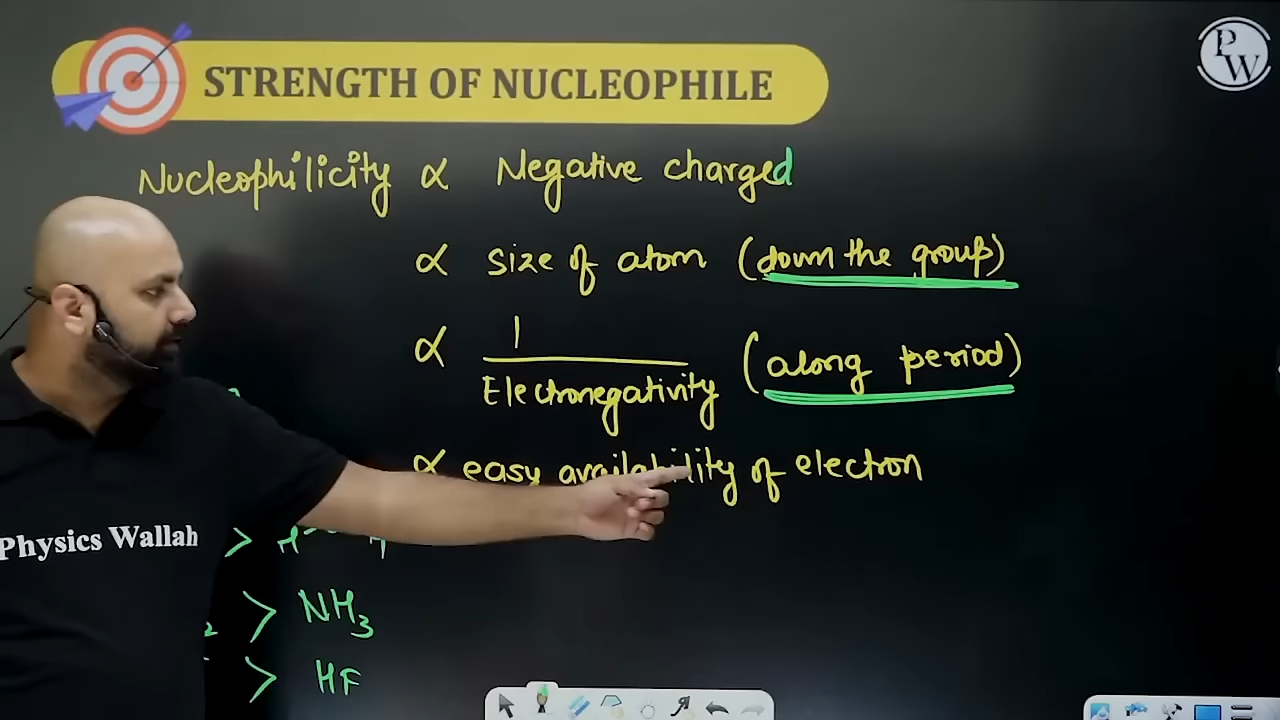 PW
STRENGTH OF NUCLEOPHILE
Nucleophilicity ∝ Negative charged
∝ size of atom (down the group)
∝ 1 / Electronegativity (along period)
∝ easy availability of electron
Physics Wallah
>
> NH3
> HF